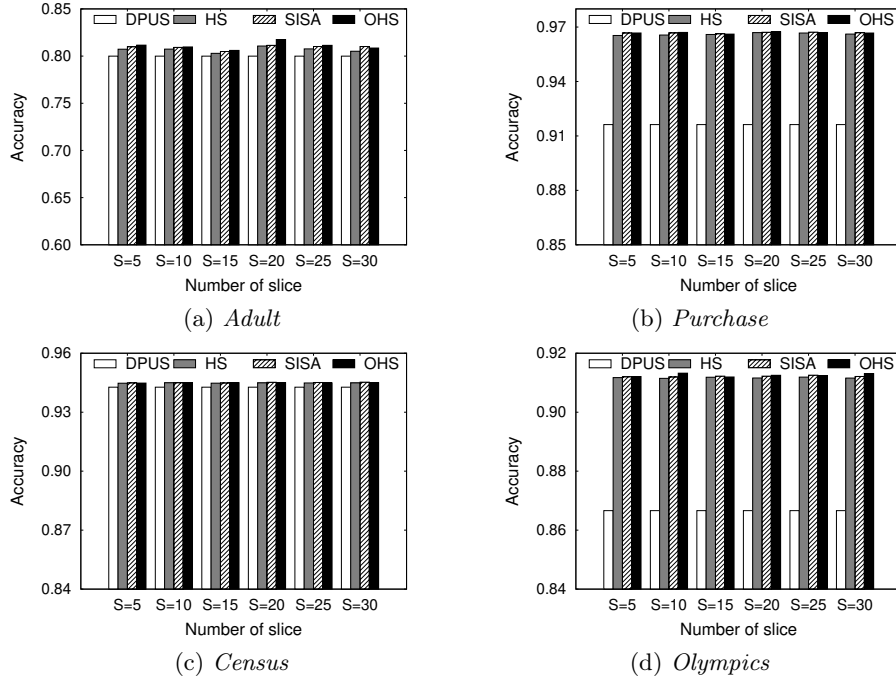 DPUS HS SISA OHS
0.85
0.80
0.75
0.70
0.65
0.60
Accuracy
S=5 S=10 S=15 S=20 S=25 S=30
Number of slice
(a) Adult
DPUS HS SISA OHS
0.97
0.94
0.91
0.88
0.85
Accuracy
S=5 S=10 S=15 S=20 S=25 S=30
Number of slice
(b) Purchase
DPUS HS SISA OHS
0.96
0.93
0.90
0.87
0.84
Accuracy
S=5 S=10 S=15 S=20 S=25 S=30
Number of slice
(c) Census
DPUS HS SISA OHS
0.92
0.90
0.88
0.86
0.84
Accuracy
S=5 S=10 S=15 S=20 S=25 S=30
Number of slice
(d) Olympics